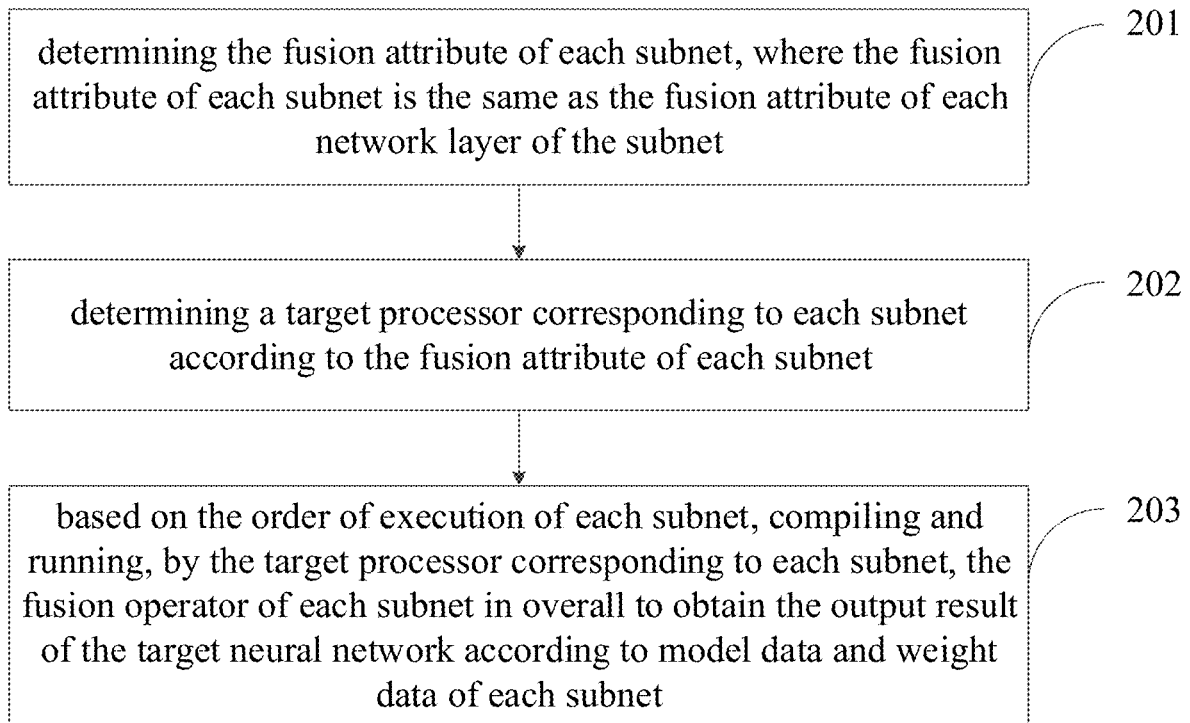 determining the fusion attribute of each subnet, where the fusion
attribute of each subnet is the same as the fusion attribute of each
network layer of the subnet
201
determining a target processor corresponding to each subnet
according to the fusion attribute of each subnet
202
based on the order of execution of each subnet, compiling and
running, by the target processor corresponding to each subnet, the
fusion operator of each subnet in overall to obtain the output result
of the target neural network according to model data and weight
data of each subnet
203